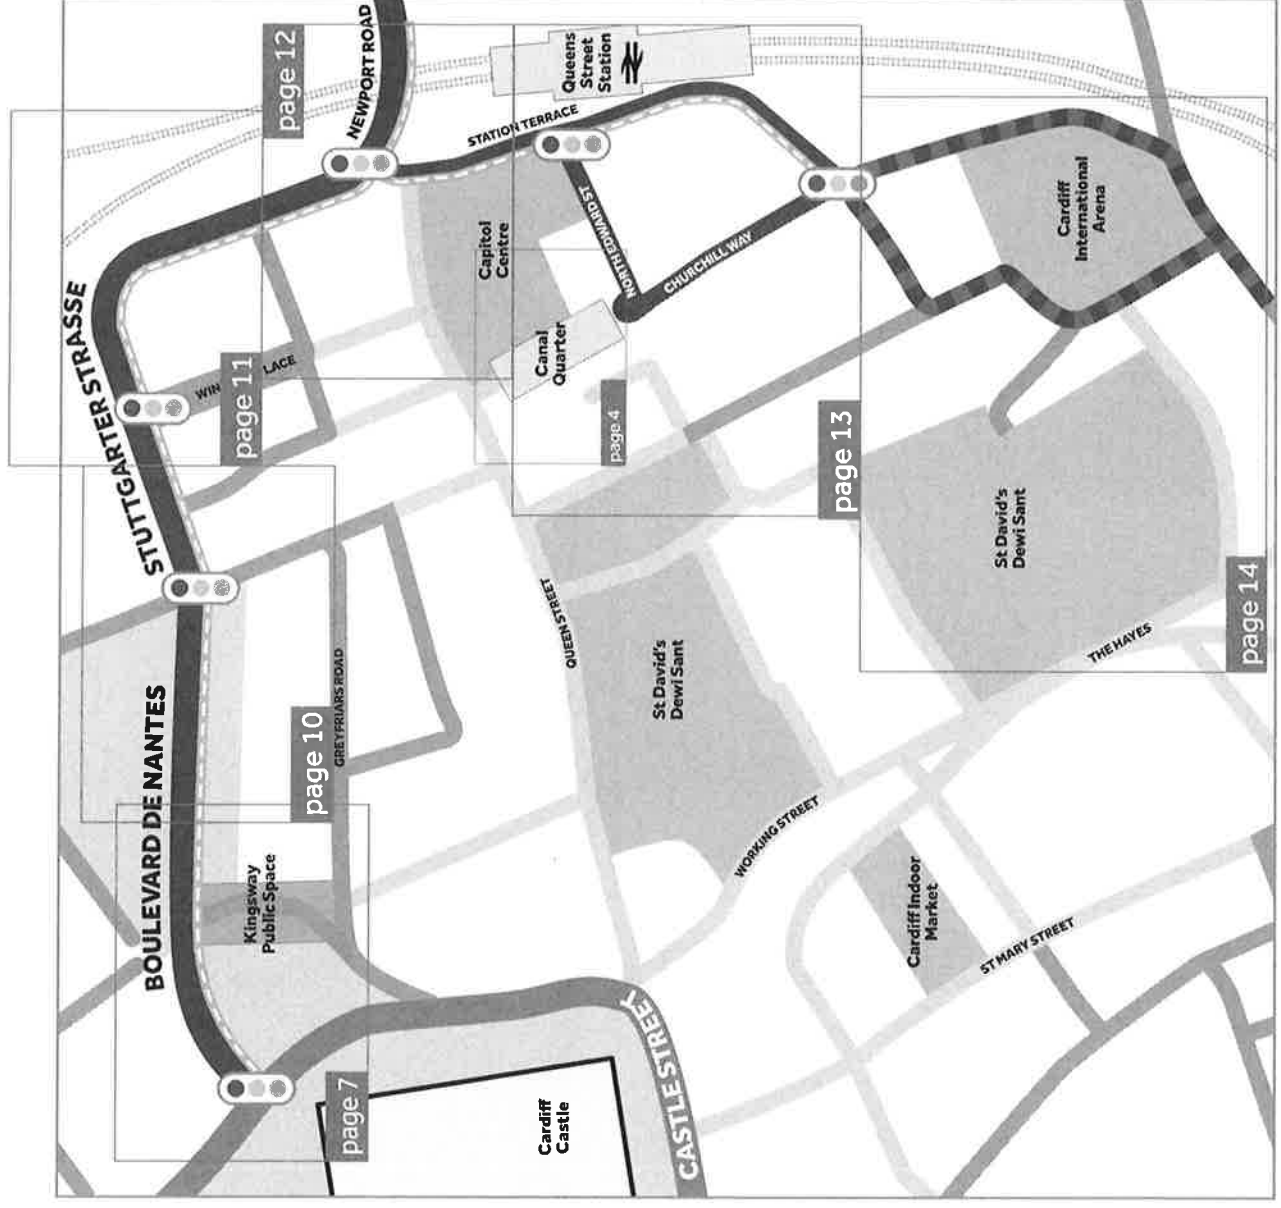 NEWPORT ROAD
page 12
Queens
Street
Station
STATION TERRACE
Capitol
Centre
NORTH EDWARD ST
CHURCHILL WAY
Cardiff
International
Arena
STUTTGARTER STRASSE
page 11
WIN
LACE
Canal
Quarter
page 4
page 13
St David's
Dewi Sant
page 14
BOULEVARD DE NANTES
page 10
GREYFRIARS ROAD
QUEEN STREET
St David's
Dewi Sant
THE HAYES
WORKING STREET
Kingsway
Public Space
Cardiff Indoor
Market
ST MARY STREET
page 7
Cardiff
Castle
CASTLE STREET